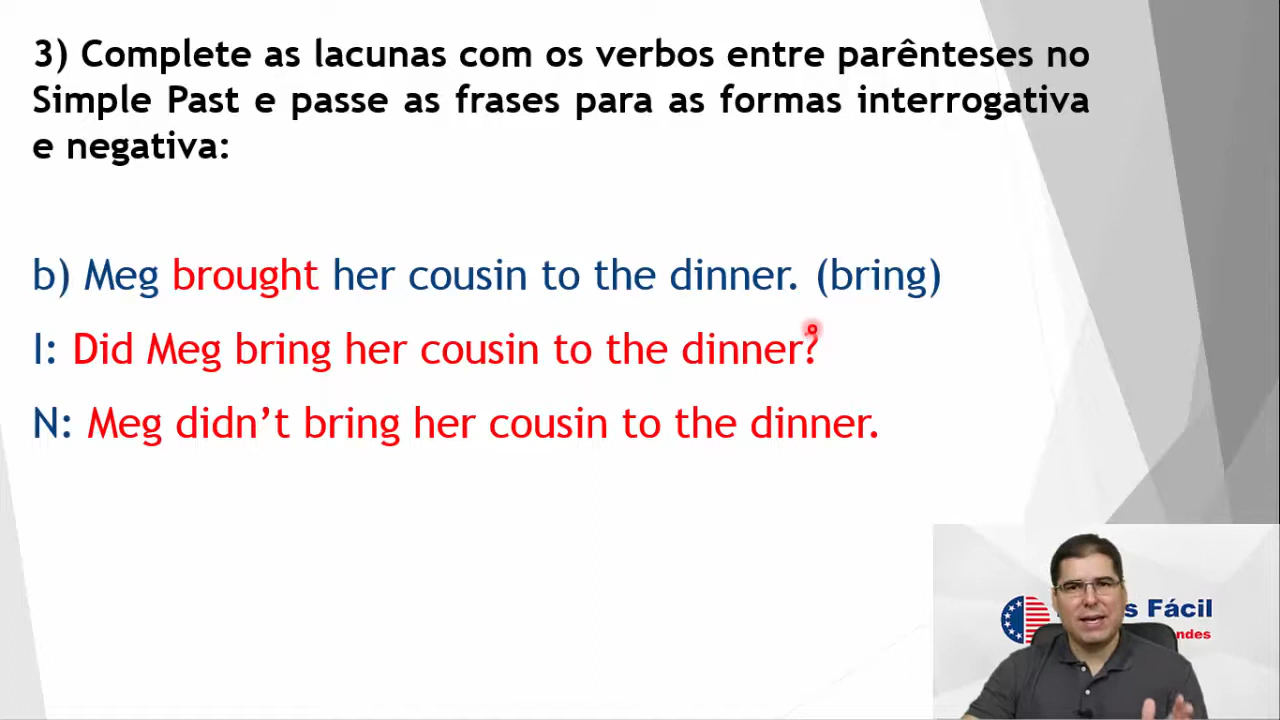 3) Complete as lacunas com os verbos entre parênteses no
Simple Past e passe as frases para as formas interrogativa
e negativa:
b) Meg brought her cousin to the dinner. (bring)
I: Did Meg bring her cousin to the dinner?
N: Meg didn’t bring her cousin to the dinner.
Fácil